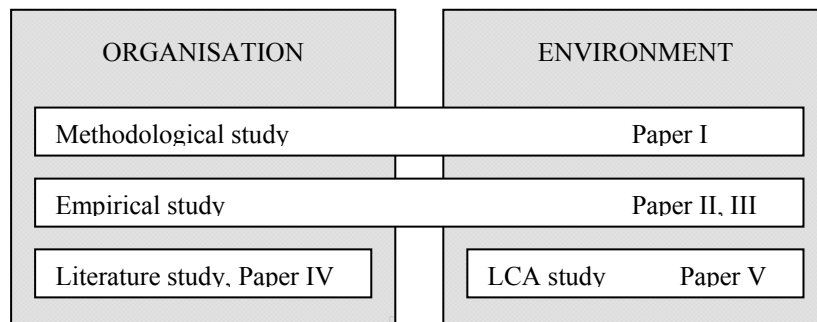 ORGANISATION ENVIRONMENT
Methodological study Paper I
Empirical study Paper II, III
Literature study, Paper IV LCA study Paper V